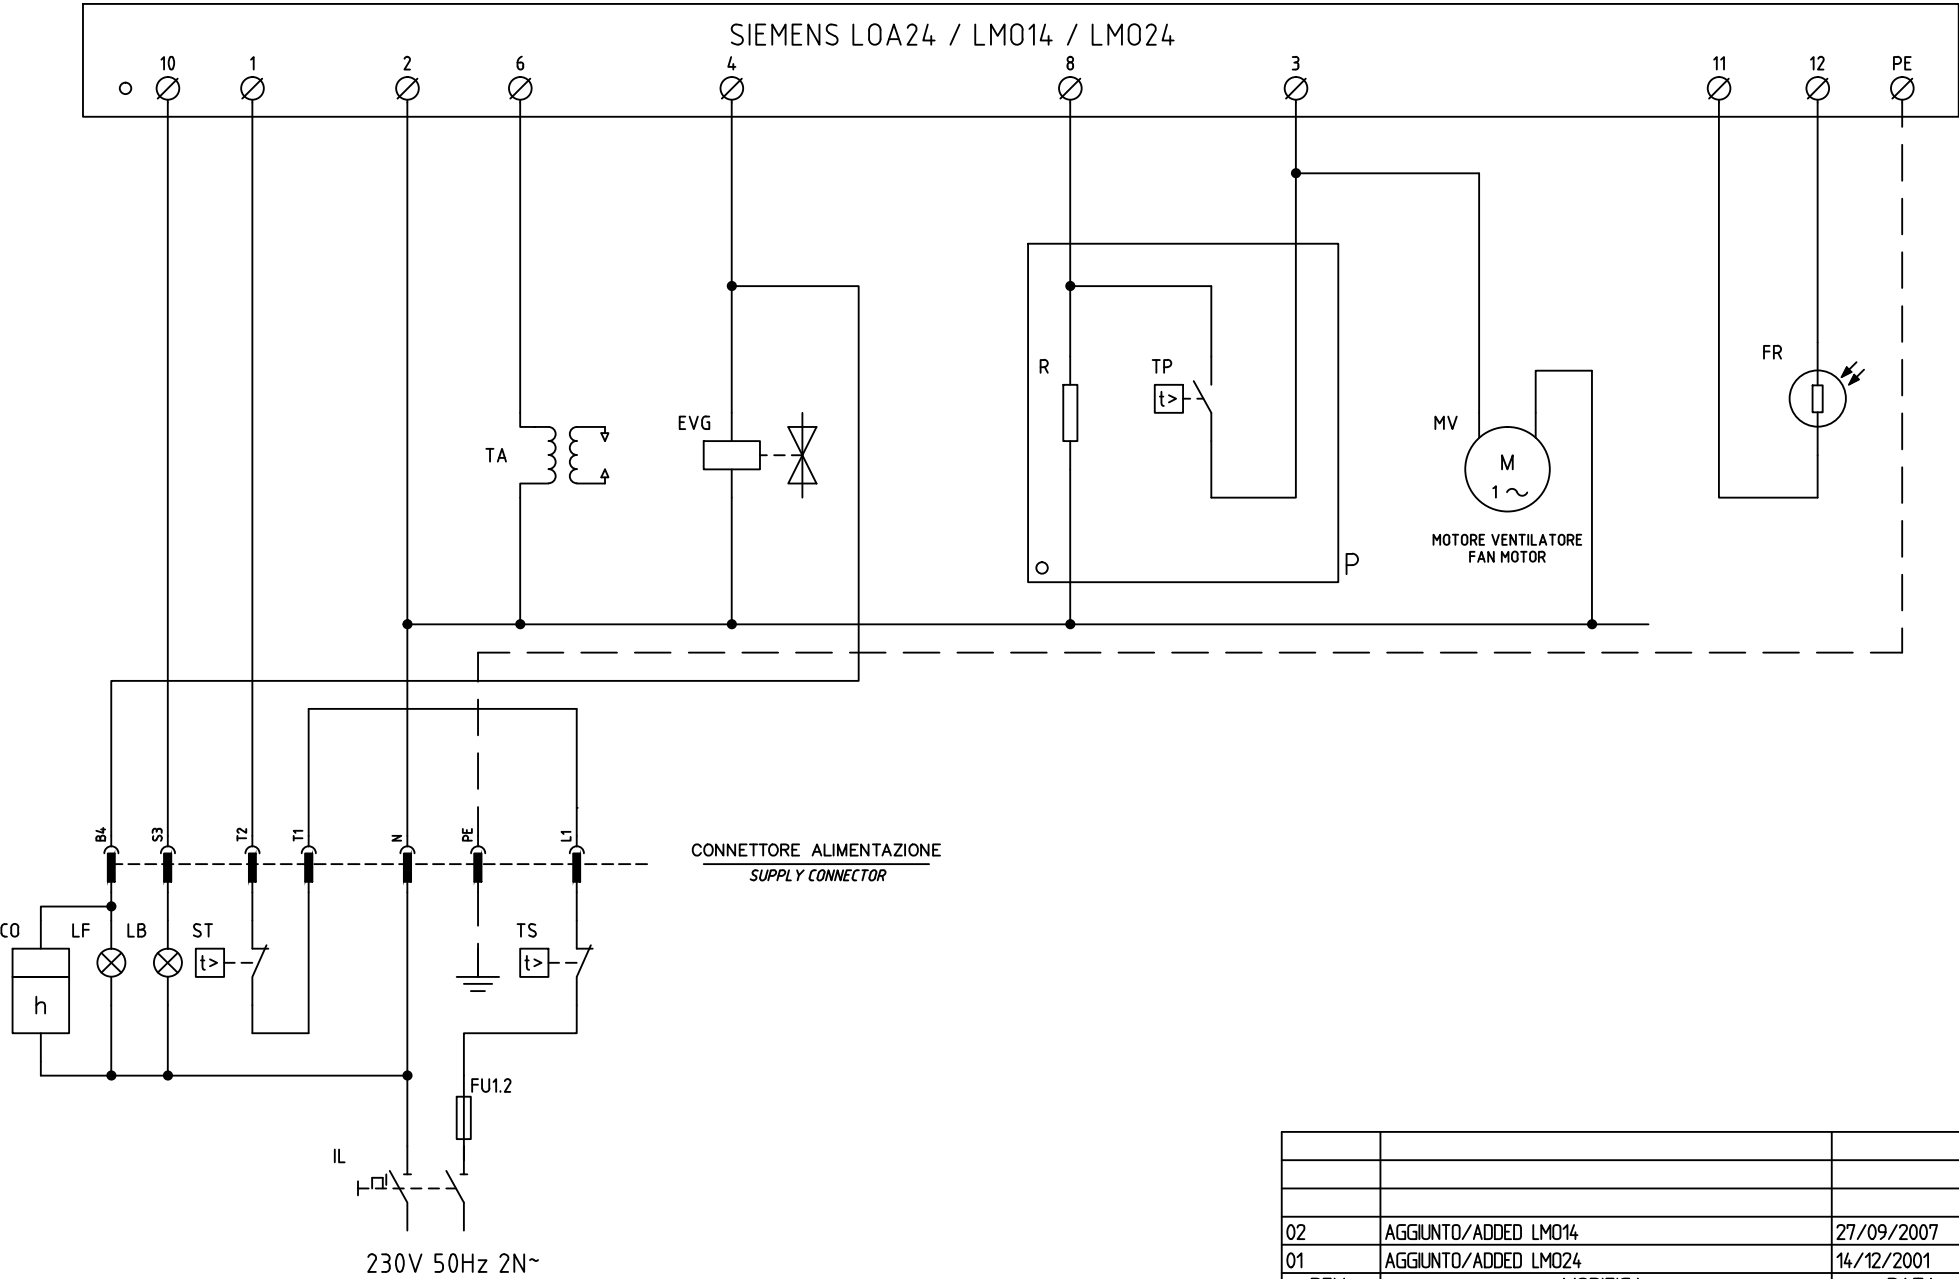 SIEMENS LOA24 / LMO14 / LMO24
10 1 2 6 4 8 3 11 12 PE
R TP FR
EVG MV
TA
M
1~
MOTORE VENTILATORE
FAN MOTOR
P
B4 S3 T2 T1 N PE L1
CONNETTORE ALIMENTAZIONE
SUPPLY CONNECTOR
CO LF LB ST TS
t>
t>
t>
h
FU1.2
IL
230V 50Hz 2N~
02 AGGIUNTO/ADDED LMO14 27/09/2007
01 AGGIUNTO/ADDED LMO24 14/12/2001